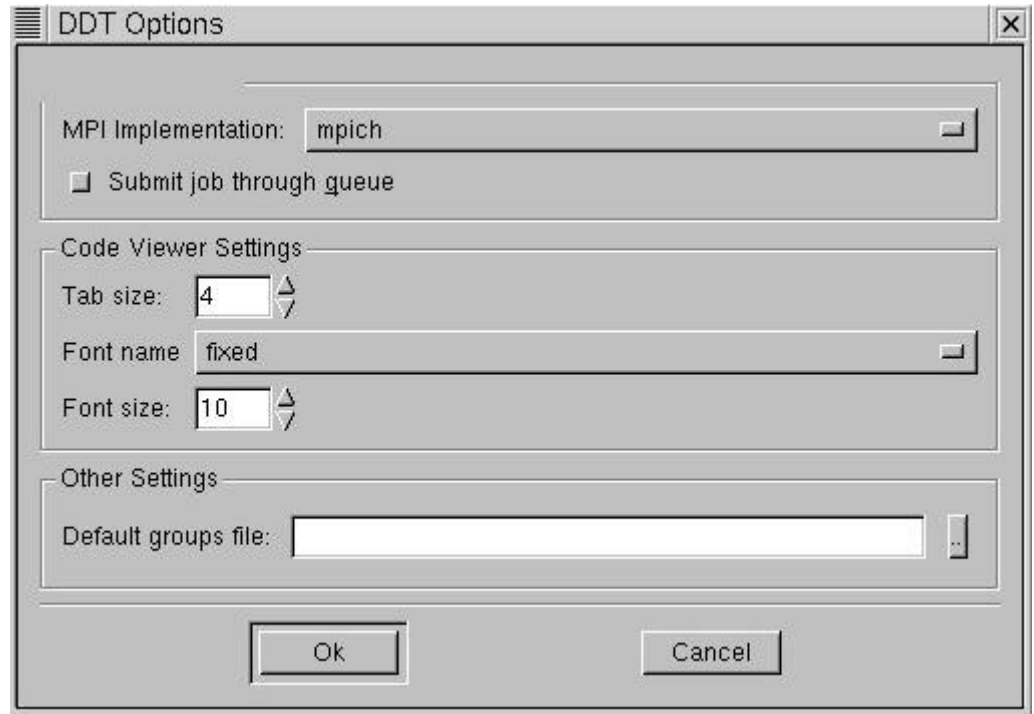 DDT Options
MPI Implementation: mpich
Submit job through queue
Code Viewer Settings
Tab size: 4
Font name fixed
Font size: 10
Other Settings
Default groups file: ..
Ok Cancel